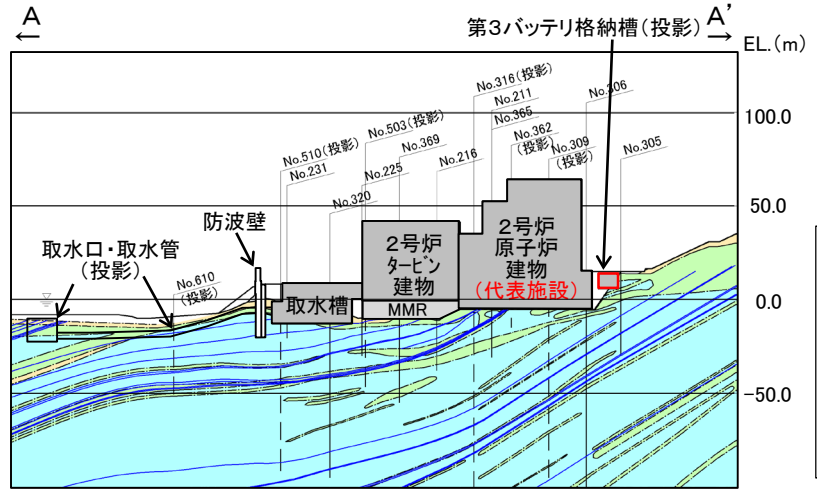 A
A’
第3バッテリ格納槽(投影)
EL.(m)
No.316(投影)
No.211
No.306
100.0
No.365
No.503(投影)
No.362
(投影)
No.510(投影)
No.369
No.309
(投影)
No.305
No.231
No.225
No.216
No.320
50.0
防波壁
2号炉
タービン
建物
2号炉
原子炉
建物
(代表施設)
取水口・取水管
(投影)
No.610
(投影)
取水槽
MMR
0.0
-50.0